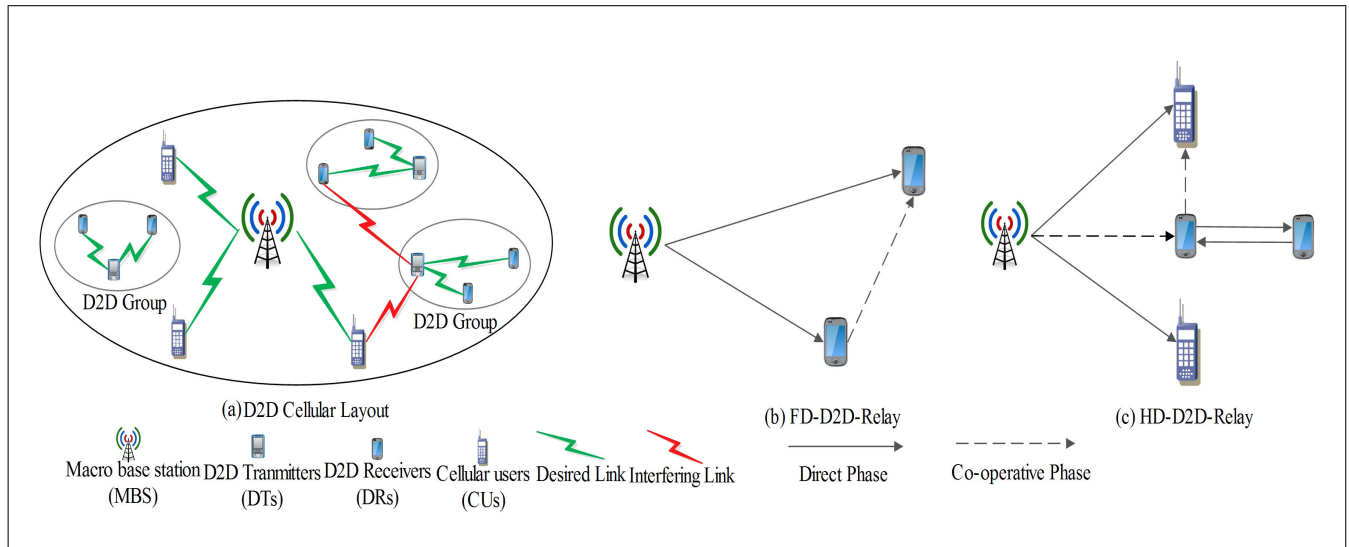 D2D Group
D2D Group
(a) D2D Cellular Layout
(b) FD-D2D-Relay
(c) HD-D2D-Relay
Macro base station
(MBS)
D2D Tranmitters
(DTs)
D2D Receivers
(DRs)
Cellular users
(CUs)
Desired Link
Interfering Link
Direct Phase
Co-operative Phase